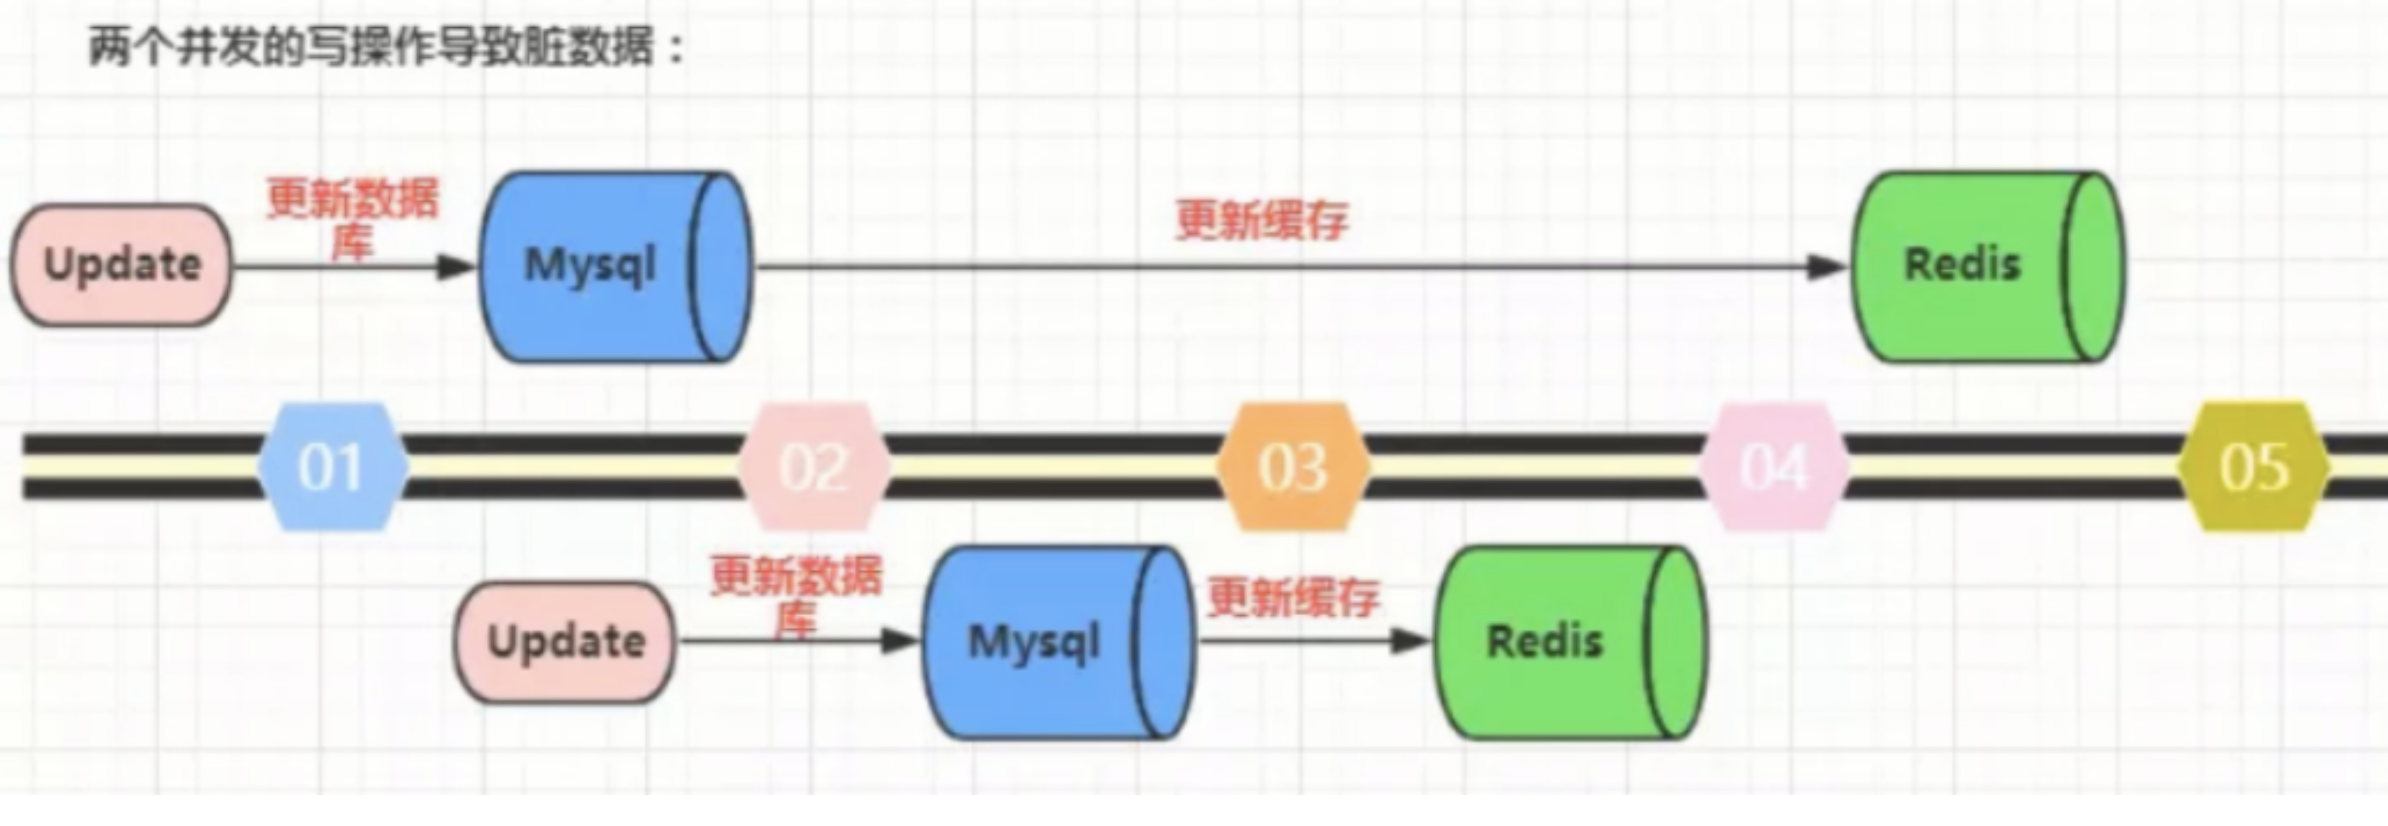 两个并发的写操作导致脏数据：
更新数据
库
更新缓存
Update
Mysql
Redis
01
02
03
04
05
更新数据
库
更新缓存
Update
Mysql
Redis